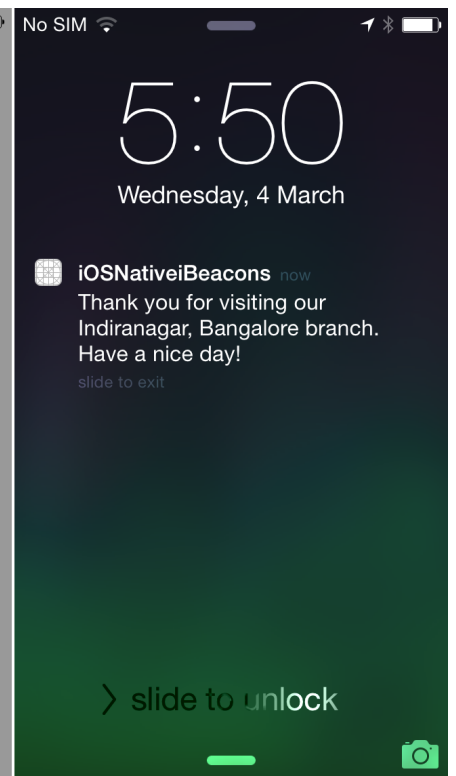 No SIM
5:50
Wednesday, 4 March
iOSNativeiBeacons now
Thank you for visiting our
Indiranagar, Bangalore branch.
Have a nice day!
slide to exit
> slide to unlock